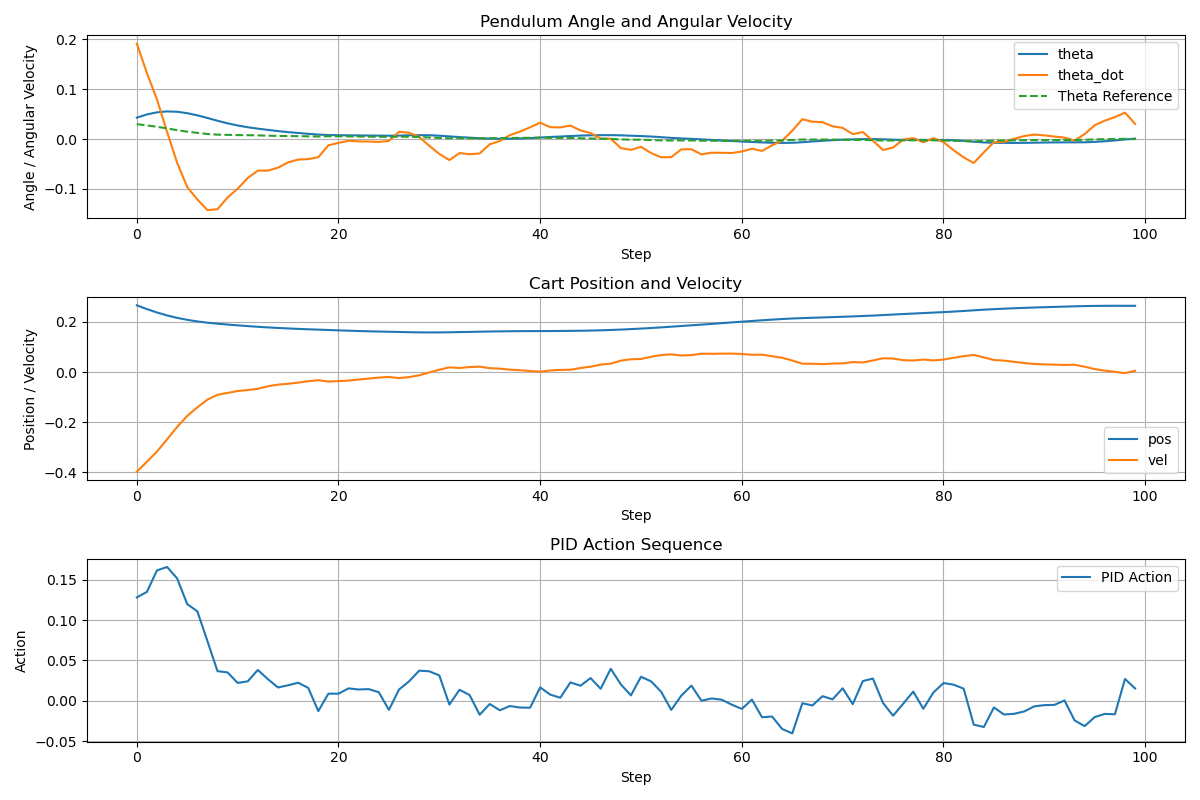 Pendulum Angle and Angular Velocity
Angle / Angular Velocity
0.2
0.1
0.0
−0.1
theta
theta_dot
Theta Reference
0
20
40
60
80
100
Step
Cart Position and Velocity
Position / Velocity
0.2
0.0
−0.2
−0.4
pos
vel
0
20
40
60
80
100
Step
PID Action Sequence
Action
0.15
0.10
0.05
0.00
−0.05
PID Action
0
20
40
60
80
100
Step